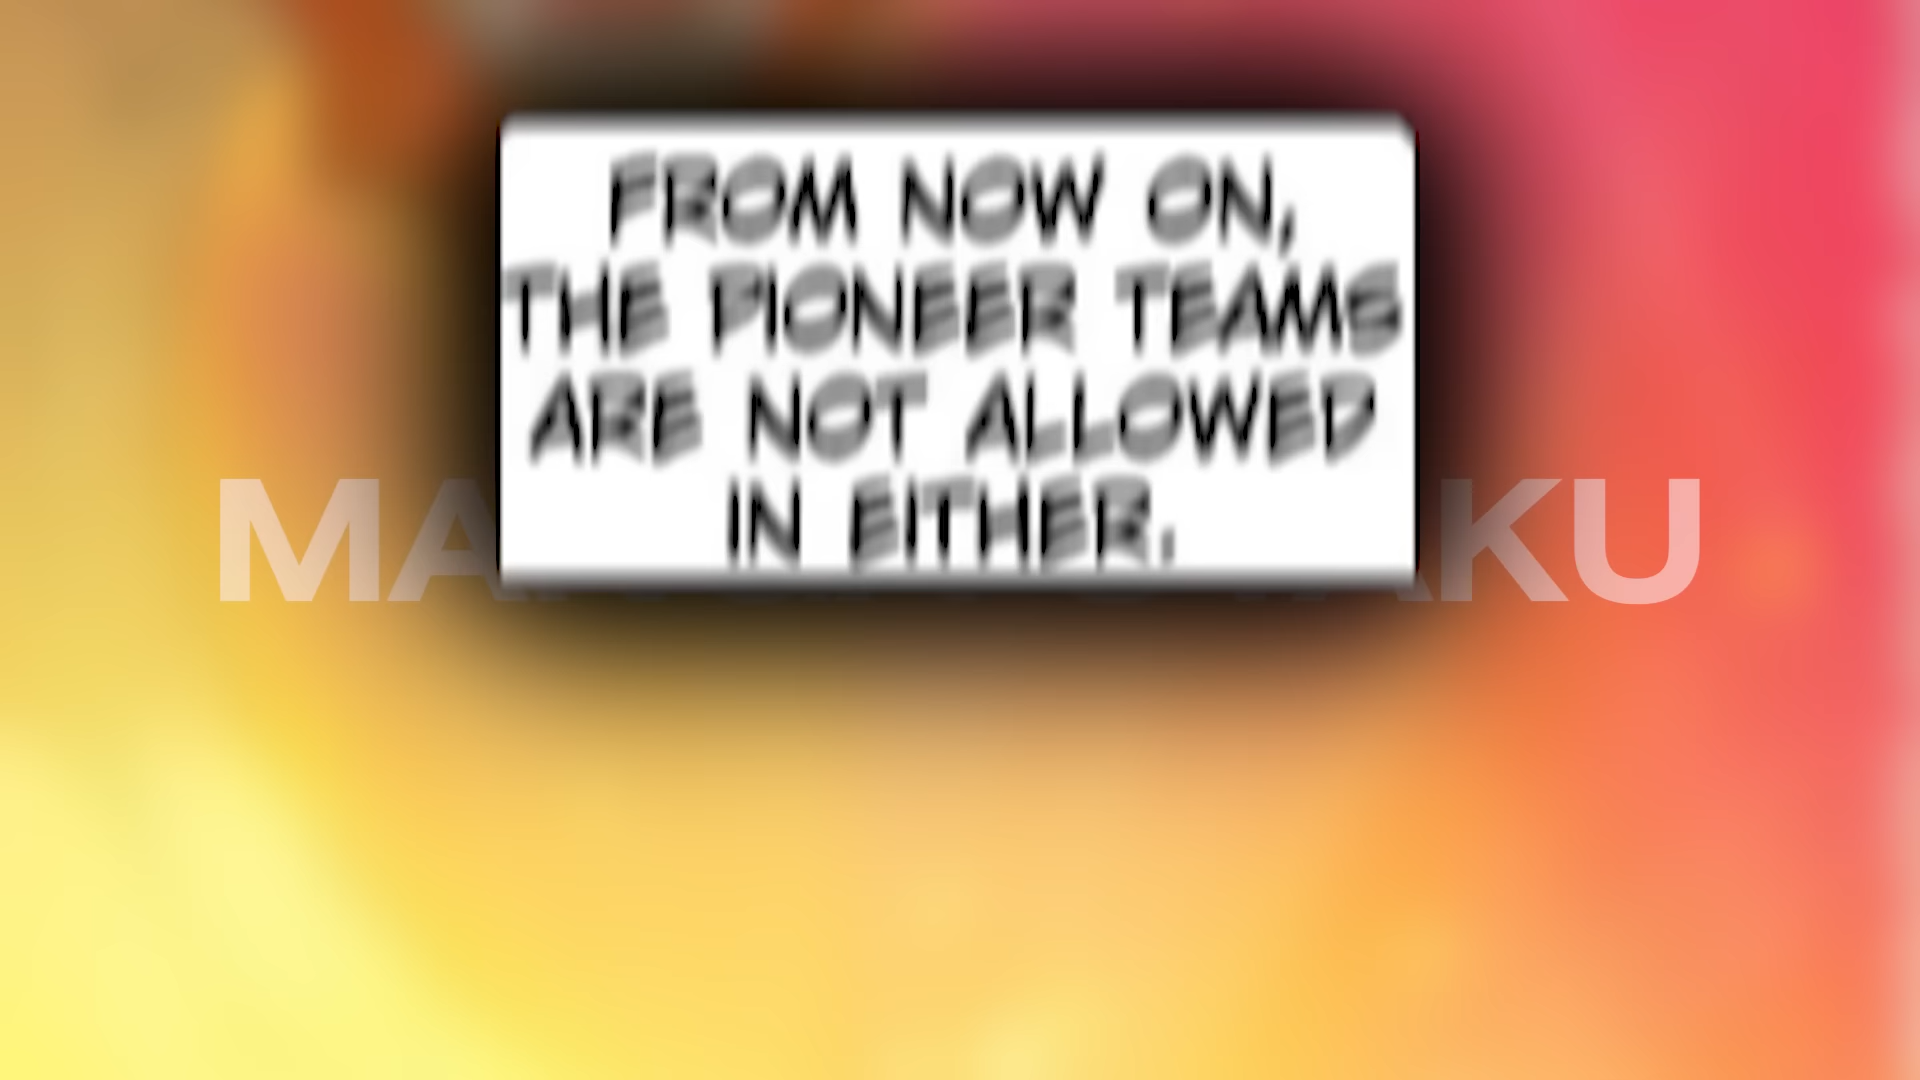 FROM NOW ON,
THE PIONEER TEAMS
ARE NOT ALLOWED
IN EITHER.